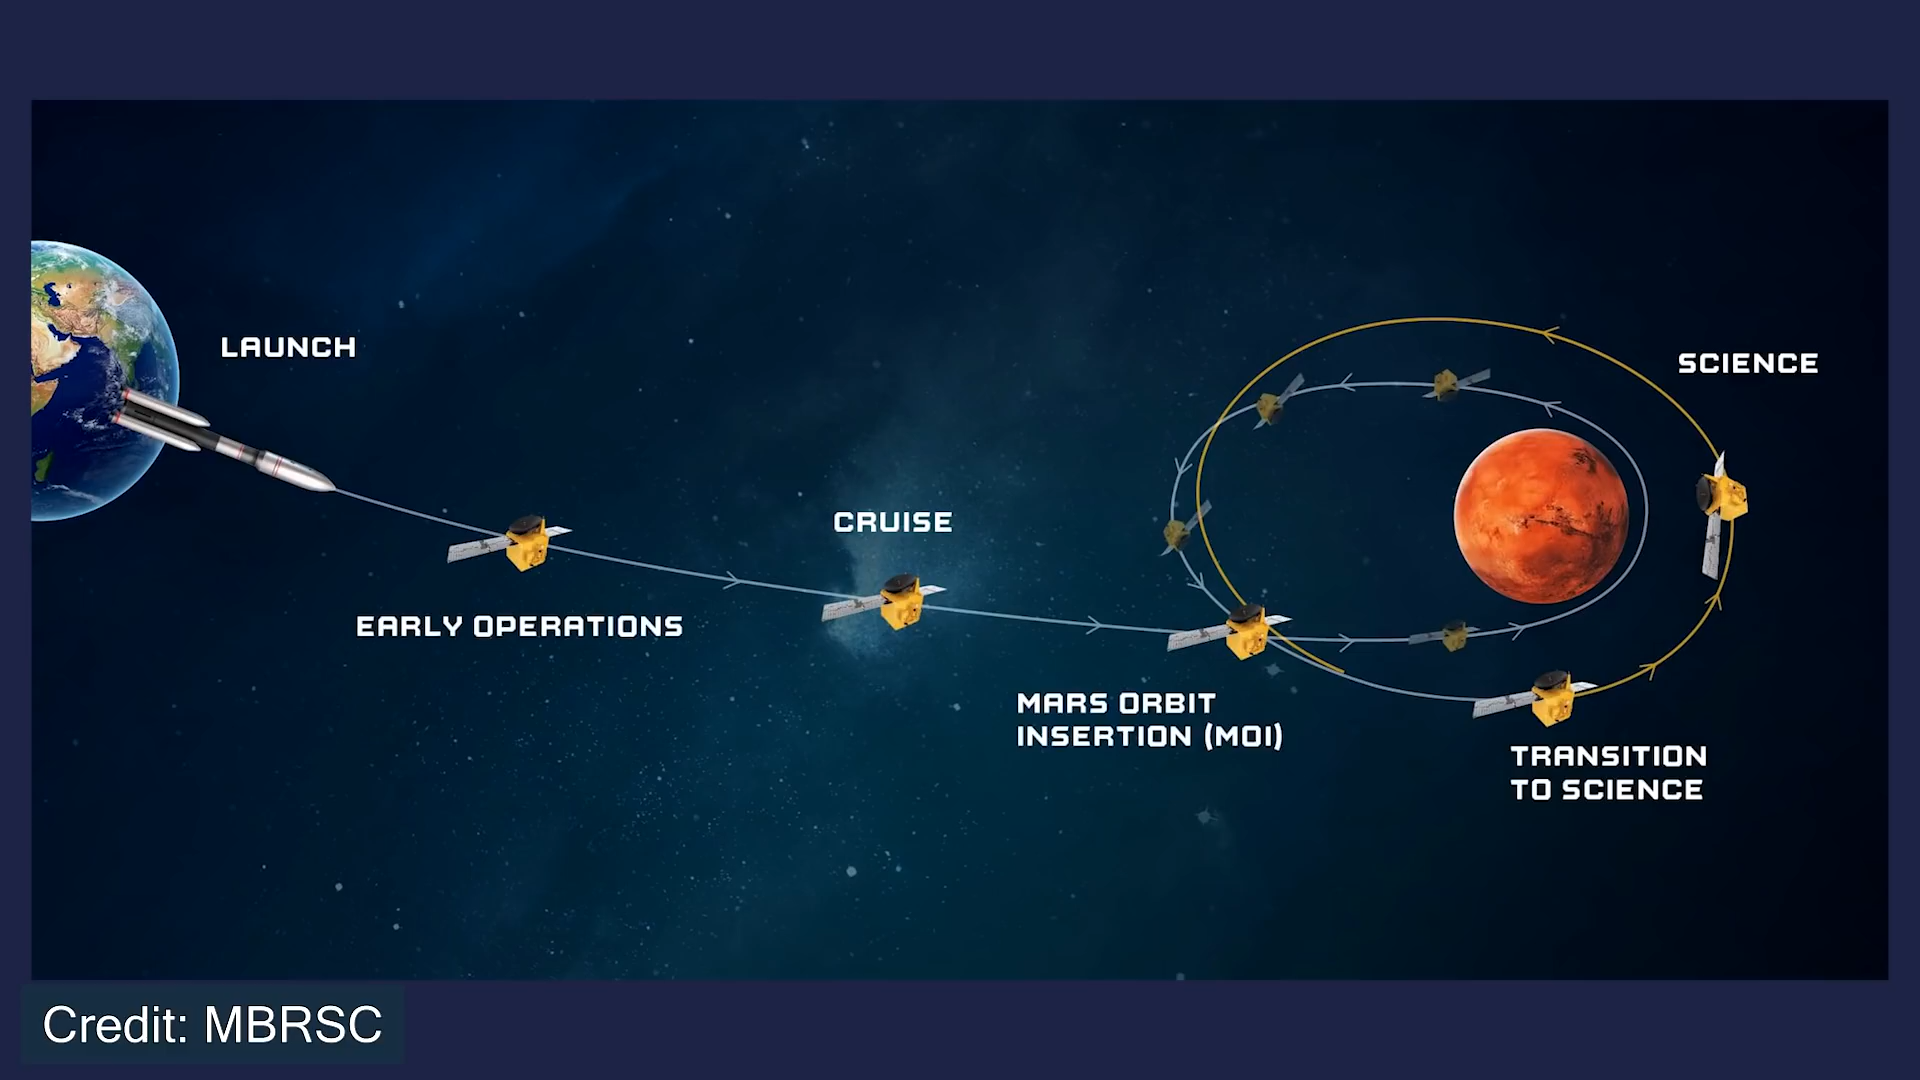 LAUNCH
SCIENCE
CRUISE
EARLY OPERATIONS
MARS ORBIT
INSERTION (MOI)
TRANSITION
TO SCIENCE
Credit: MBRSC